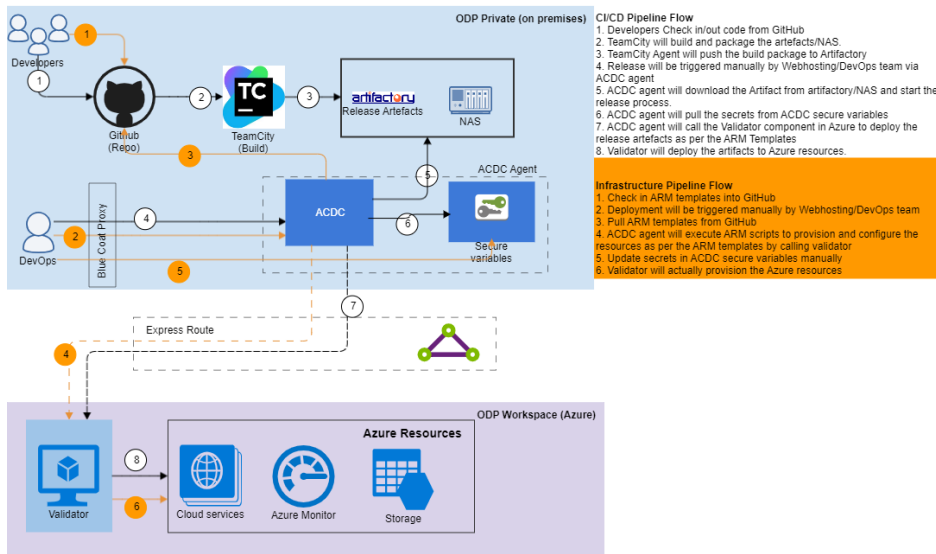 ODP Private (on premises)
Developers
1
1
GitHub
(Repo)
2
TC
TeamCity
(Build)
3
artifactory
Release Artefacts
NAS
3
5
ACDC Agent
ACDC
6
Secure
variables
Blue Coat Proxy
4
2
DevOps
5
7
Express Route
4
ODP Workspace (Azure)
Azure Resources
Validator
8
6
Cloud services
Azure Monitor
Storage
CI/CD Pipeline Flow
1. Developers Check in/out code from GitHub
2. TeamCity will build and package the artefacts/NAS.
3. TeamCity Agent will push the build package to Artifactory
4. Release will be triggered manually by Webhosting/DevOps team via
ACDC agent
5. ACDC agent will download the Artifact from artifactory/NAS and start the
release process.
6. ACDC agent will pull the secrets from ACDC secure variables
7. ACDC agent will call the Validator component in Azure to deploy the
release artefacts as per the ARM Templates
8. Validator will deploy the artifacts to Azure resources.
Infrastructure Pipeline Flow
1. Check in ARM templates into GitHub
2. Deployment will be triggered manually by Webhosting/DevOps team
3. Pull ARM templates from GitHub
4. ACDC agent will execute ARM scripts to provision and configure the
resources as per the ARM templates by calling validator
5. Update secrets in ACDC secure variables manually
6. Validator will actually provision the Azure resources